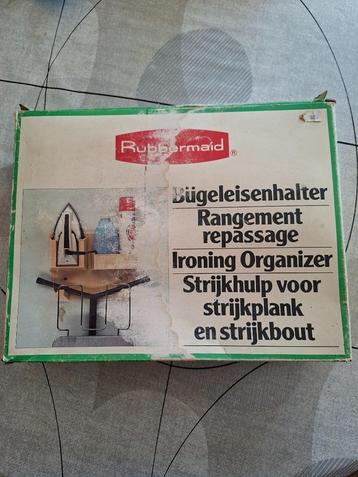 Rubbermaid ®
Bügeleisenhalter
Rangement
repassage
Ironing Organizer
Strijkhulp voor
strijkplank
en strijkbout